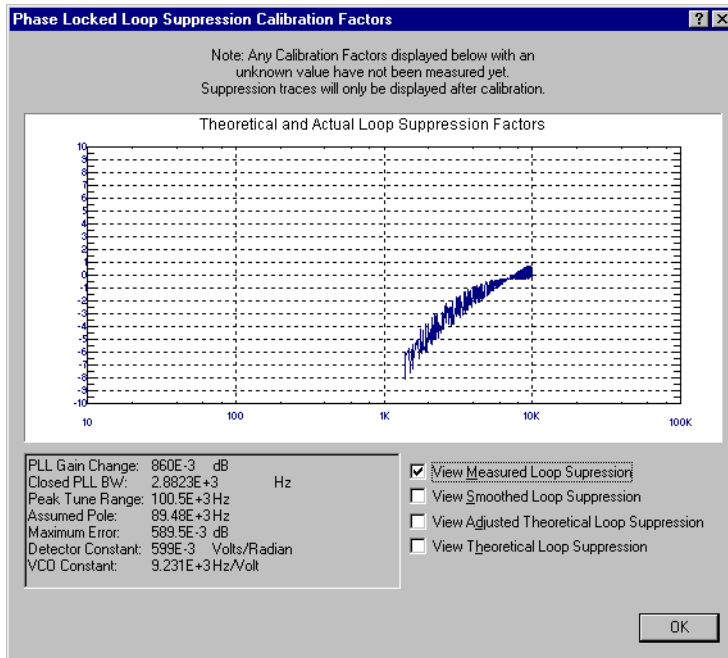 Phase Locked Loop Suppression Calibration Factors
Note: Any Calibration Factors displayed below with an
unknown value have not been measured yet.
Suppression traces will only be displayed after calibration.
Theoretical and Actual Loop Suppression Factors
10
9
8
7
6
5
4
3
2
1
0
-1
-2
-3
-4
-5
-6
-7
-8
-9
-10
10 100 1K 10K 100K
PLL Gain Change: 860E-3 dB
Closed PLL BW: 2.8823E+3 Hz
Peak Tune Range: 100.5E+3 Hz
Assumed Pole: 89.48E+3 Hz
Maximum Error: 589.5E-3 dB
Detector Constant: 599E-3 Volts/Radian
VCO Constant: 9.231E+3 Hz/Volt
View Measured Loop Supression
View Smoothed Loop Suppression
View Adjusted Theoretical Loop Suppression
View Theoretical Loop Suppression
OK